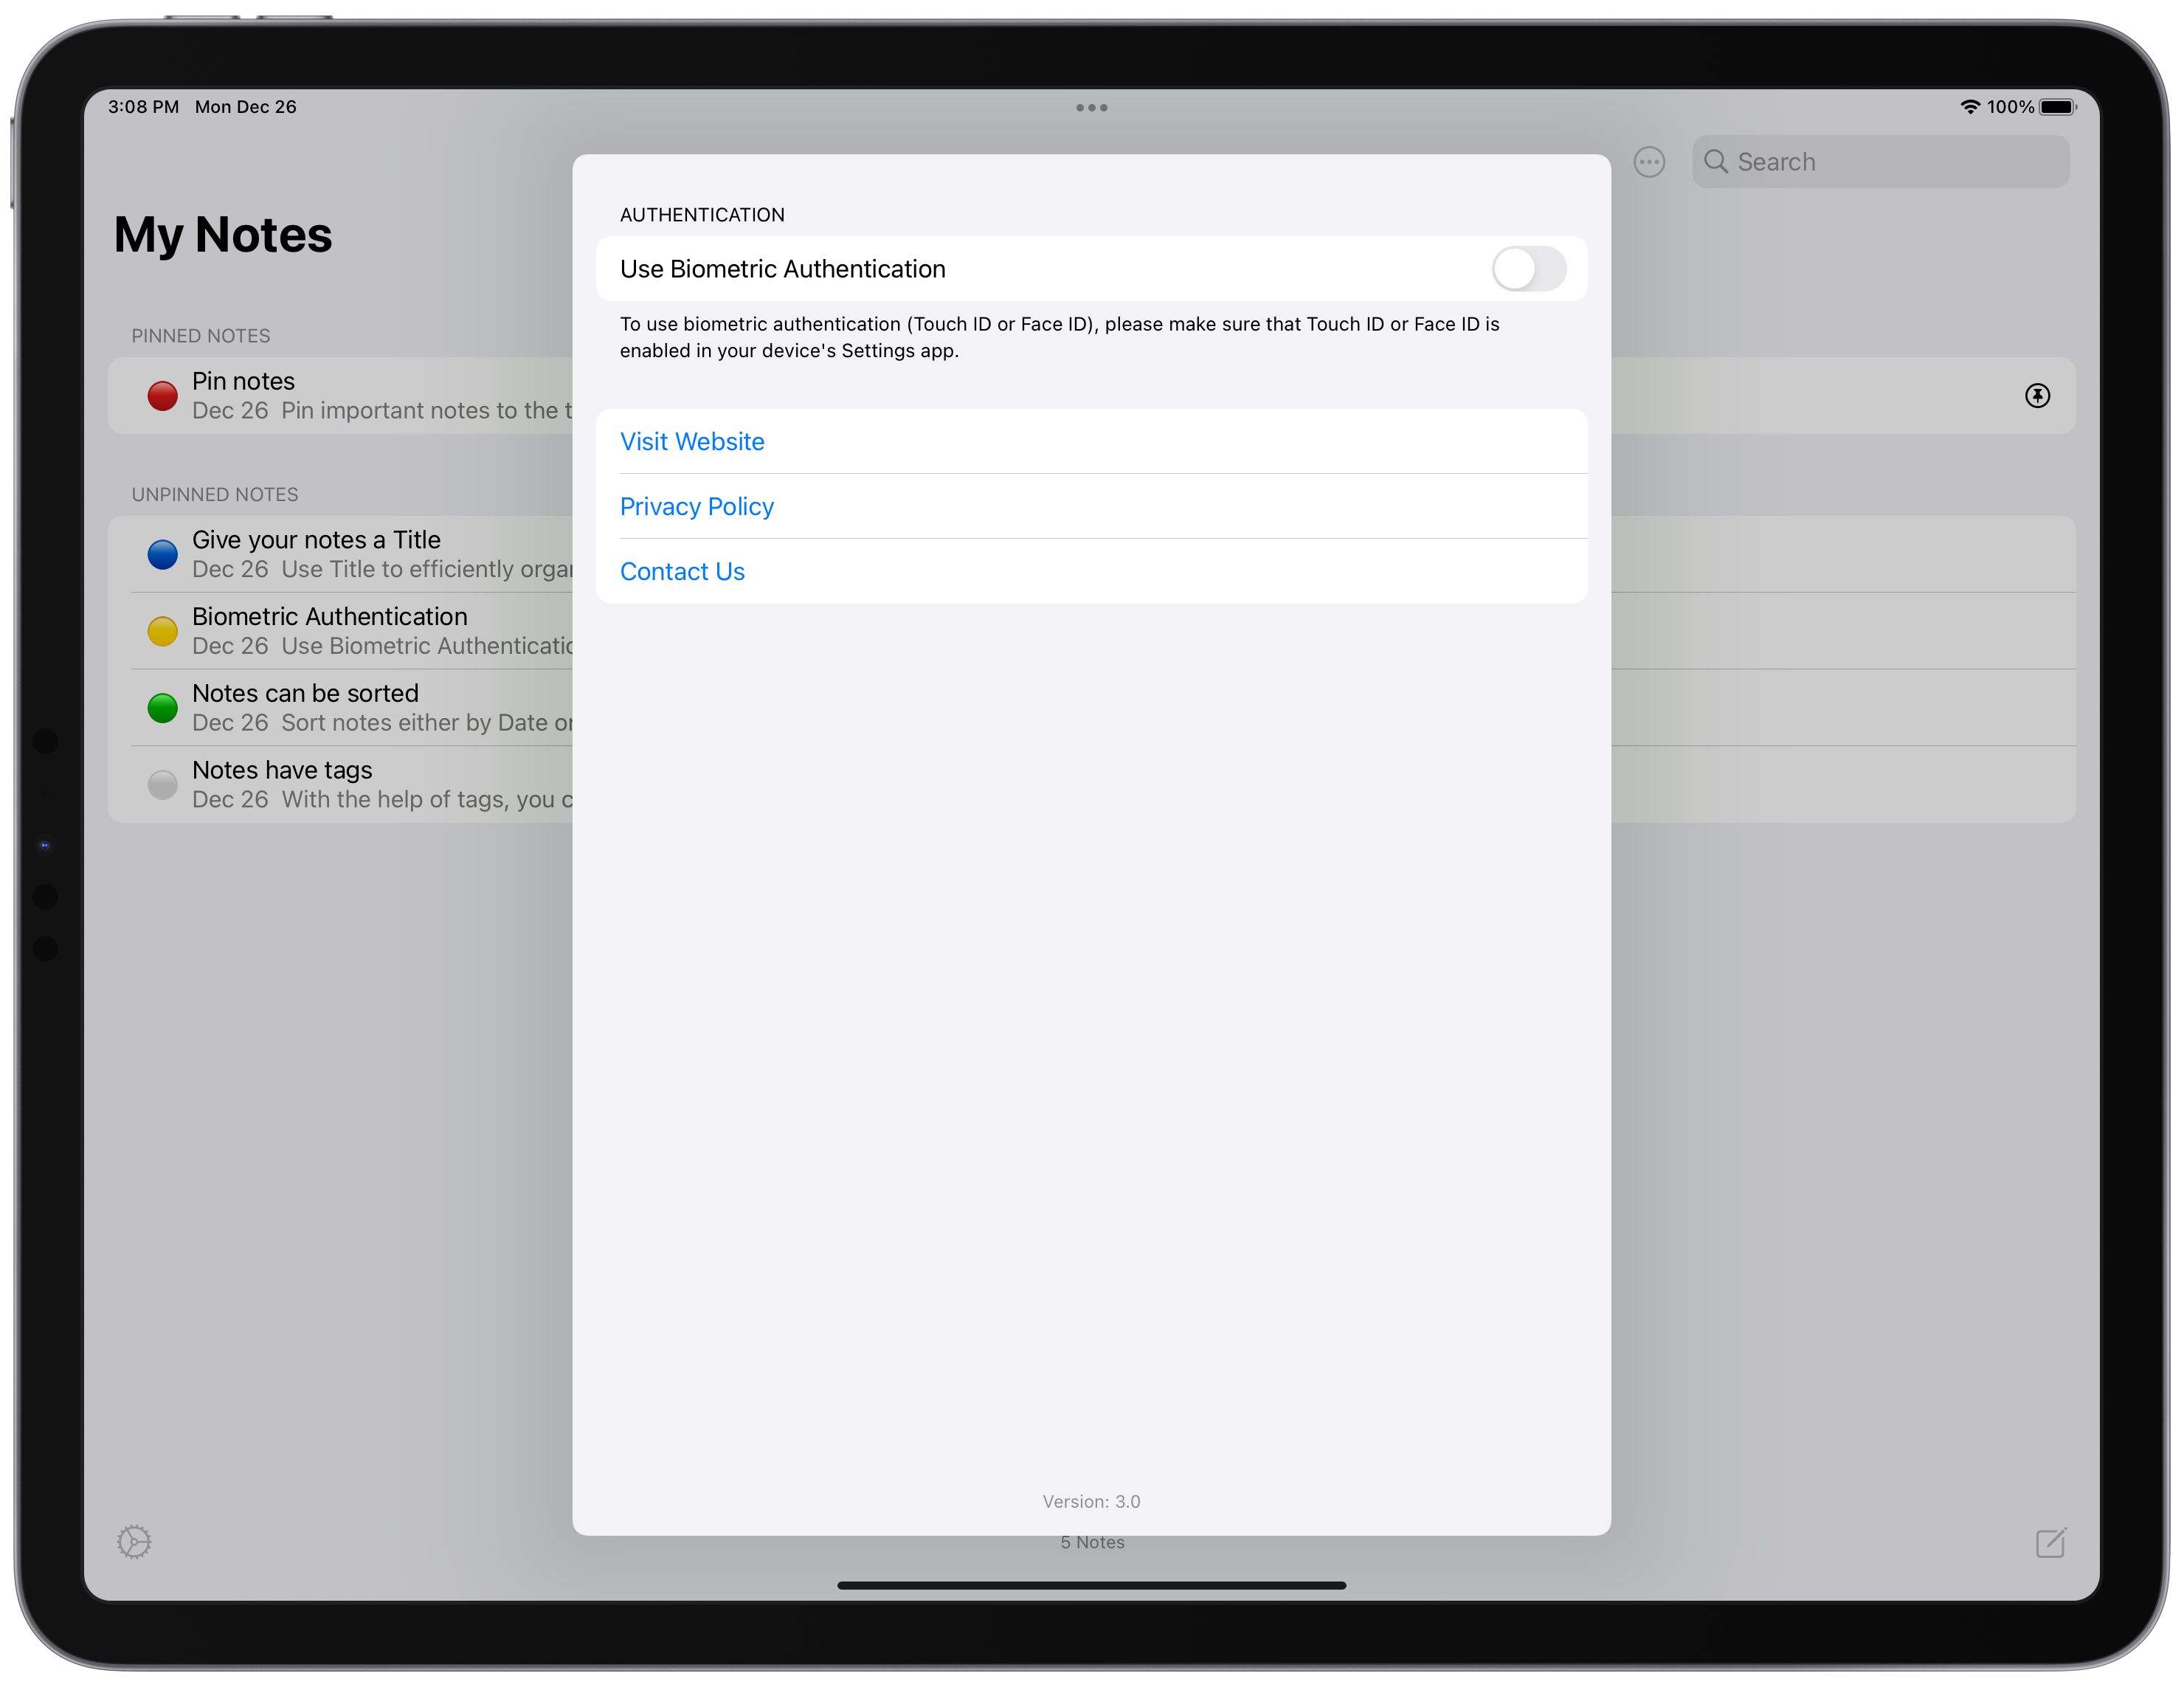 3:08 PM Mon Dec 26
100%
Search
My Notes
PINNED NOTES
Pin notes
Dec 26 Pin important notes to the t
UNPINNED NOTES
Give your notes a Title
Dec 26 Use Title to efficiently orga
Biometric Authentication
Dec 26 Use Biometric Authenticatio
Notes can be sorted
Dec 26 Sort notes either by Date or
Notes have tags
Dec 26 With the help of tags, you c
AUTHENTICATION
Use Biometric Authentication
To use biometric authentication (Touch ID or Face ID), please make sure that Touch ID or Face ID is
enabled in your device's Settings app.
Visit Website
Privacy Policy
Contact Us
Version: 3.0
5 Notes